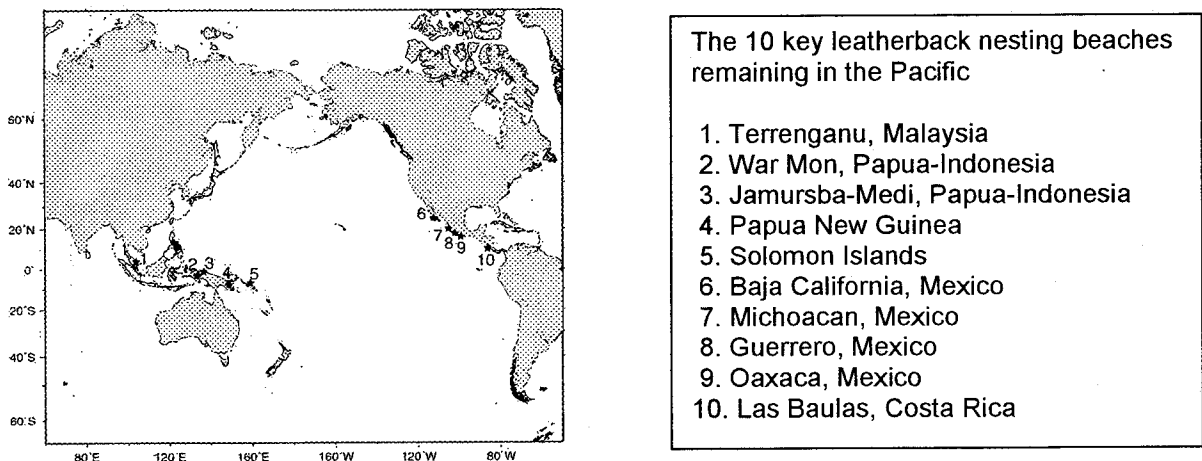 60˚N
40˚N
20˚N
0˚
20˚S
40˚S
60˚S
80˚E
120˚E
160˚E
160˚W
120˚W
80˚W
2
3
4
5
6
7
8
9
10
The 10 key leatherback nesting beaches
remaining in the Pacific
1. Terrenganu, Malaysia
2. War Mon, Papua-Indonesia
3. Jamursba-Medi, Papua-Indonesia
4. Papua New Guinea
5. Solomon Islands
6. Baja California, Mexico
7. Michoacan, Mexico
8. Guerrero, Mexico
9. Oaxaca, Mexico
10. Las Baulas, Costa Rica